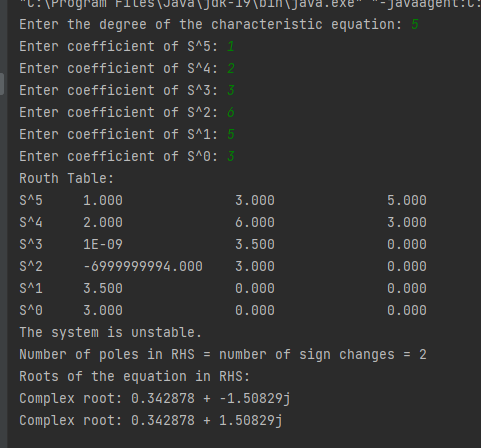 "C:\Program Files\Java\jdk-19\bin\java.exe" "-javaagent:C:
Enter the degree of the characteristic equation: 5
Enter coefficient of S^5: 1
Enter coefficient of S^4: 2
Enter coefficient of S^3: 3
Enter coefficient of S^2: 6
Enter coefficient of S^1: 5
Enter coefficient of S^0: 3
Routh Table:
S^5 1.000 3.000 5.000
S^4 2.000 6.000 3.000
S^3 1E-09 3.500 0.000
S^2 -6999999994.000 3.000 0.000
S^1 3.500 0.000 0.000
S^0 3.000 0.000 0.000
The system is unstable.
Number of poles in RHS = number of sign changes = 2
Roots of the equation in RHS:
Complex root: 0.342878 + -1.50829j
Complex root: 0.342878 + 1.50829j